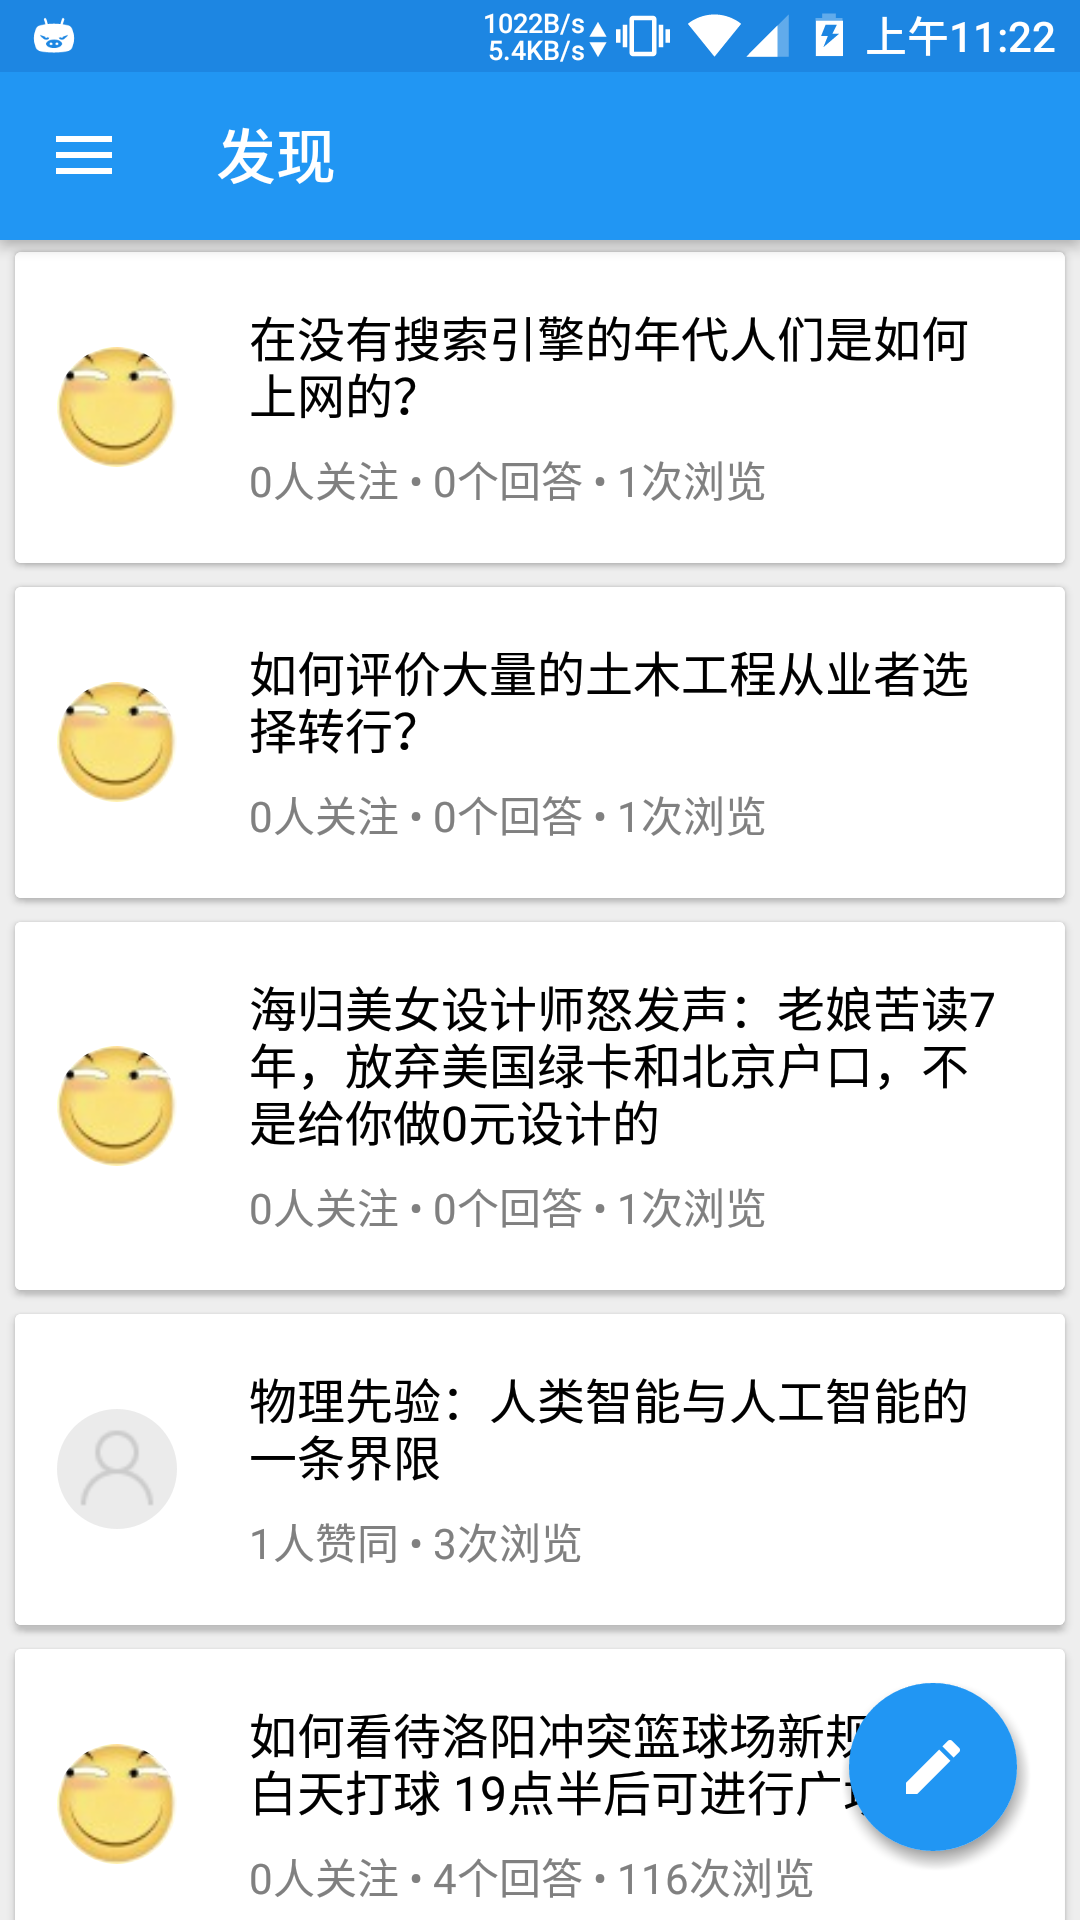 1022B/s
5.4KB/s
上午11:22
发现
在没有搜索引擎的年代人们是如何
上网的?
0人关注 • 0个回答 • 1次浏览
如何评价大量的土木工程从业者选
择转行?
0人关注 • 0个回答 • 1次浏览
海归美女设计师怒发声：老娘苦读7
年，放弃美国绿卡和北京户口，不
是给你做0元设计的
0人关注 • 0个回答 • 1次浏览
物理先验：人类智能与人工智能的
一条界限
1人赞同 • 3次浏览
如何看待洛阳冲突篮球场新规
白天打球 19点半后可进行广
0人关注 • 4个回答 • 116次浏览